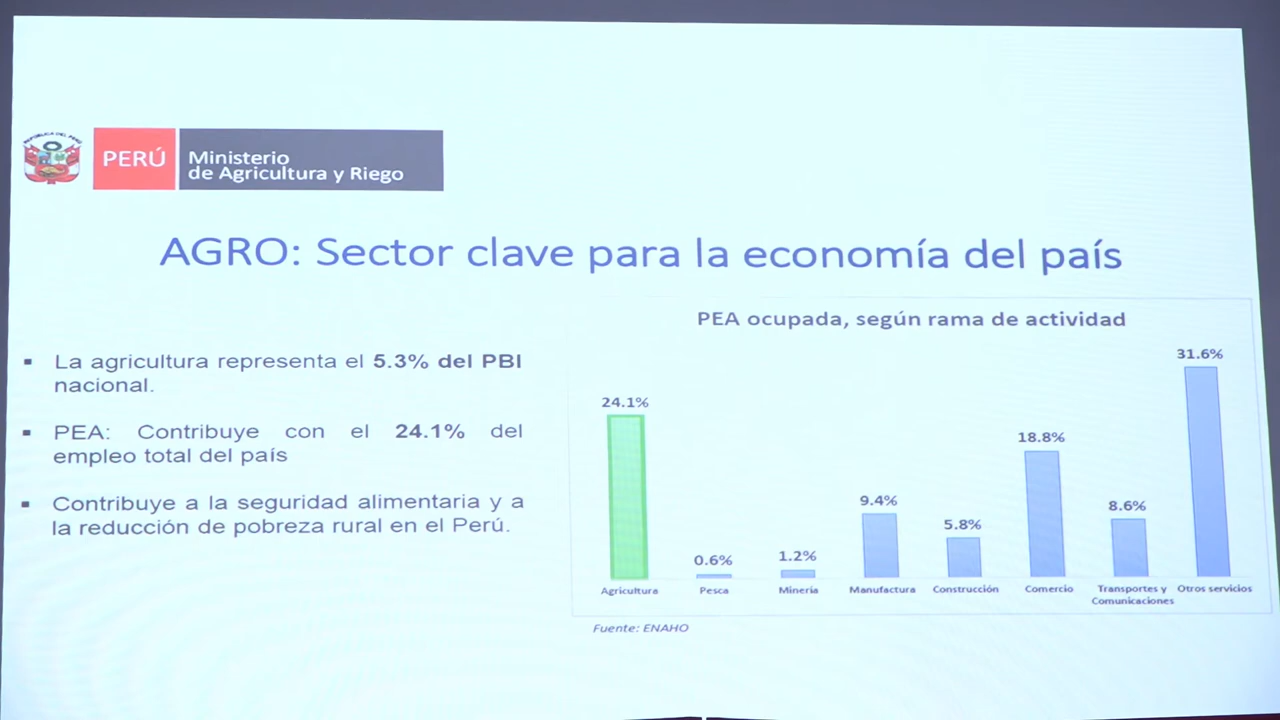 REPÚBLICA DEL PERÚ
PERÚ
Ministerio
de Agricultura y Riego
AGRO: Sector clave para la economía del país
▪ La agricultura representa el 5.3% del PBI
nacional.
▪ PEA: Contribuye con el 24.1% del
empleo total del país
▪ Contribuye a la seguridad alimentaria y a
la reducción de pobreza rural en el Perú.
PEA ocupada, según rama de actividad
24.1%
0.6%
1.2%
9.4%
5.8%
18.8%
8.6%
31.6%
Agricultura
Pesca
Minería
Manufactura
Construcción
Comercio
Transportes y
Comunicaciones
Otros servicios
Fuente: ENAHO